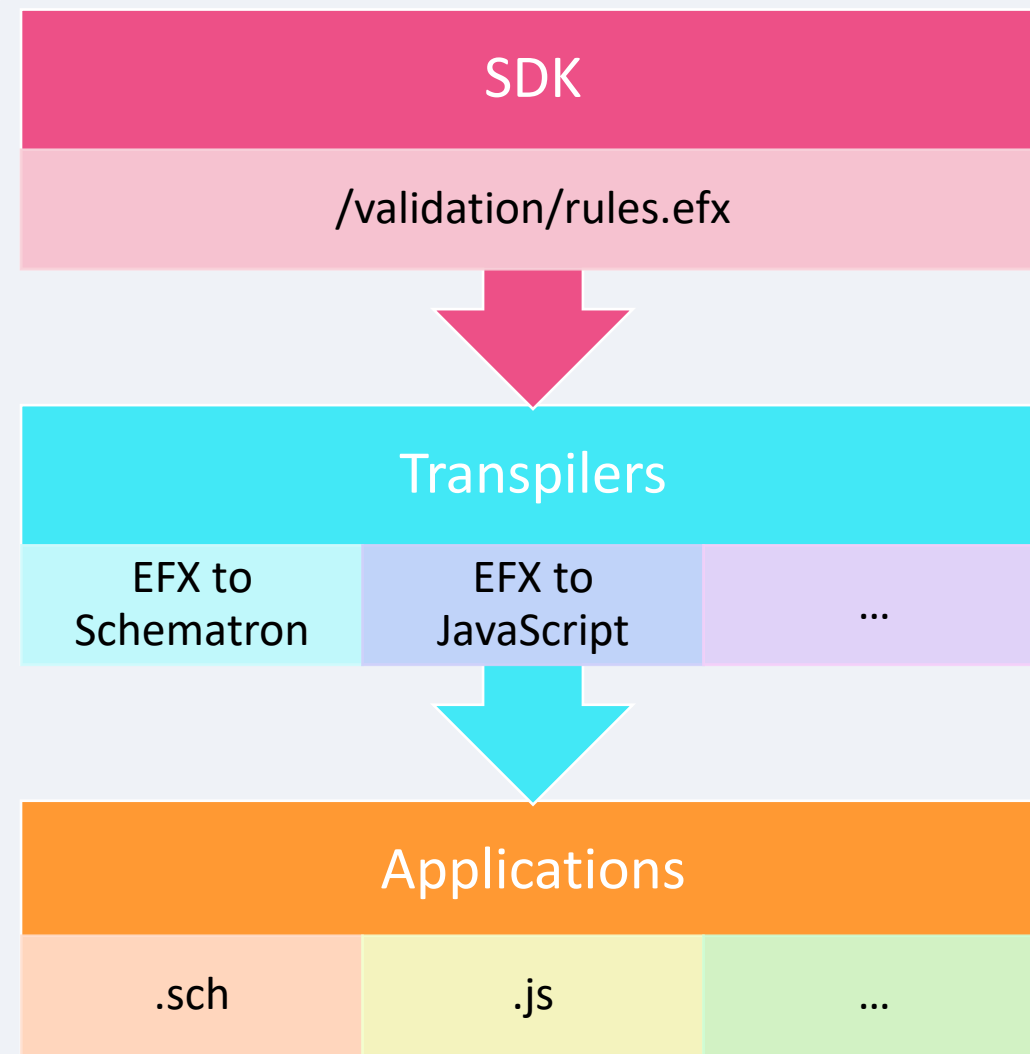 SDK
/validation/rules.efx
Transpilers
EFX to
Schematron
EFX to
JavaScript
...
Applications
.sch
.js
...